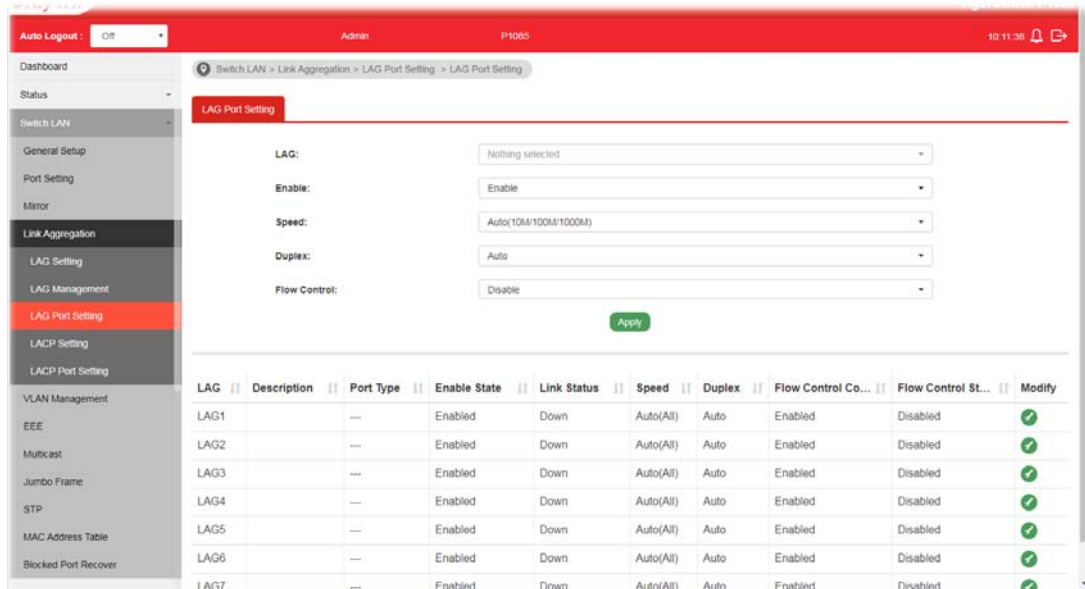 Auto Logout : Off Admin P1085 10:11:36
Dashboard
Status
Switch LAN
General Setup
Port Setting
Mirror
Link Aggregation
LAG Setting
LAG Management
LAG Port Setting
LACP Setting
LACP Port Setting
VLAN Management
EEE
Multicast
Jumbo Frame
STP
MAC Address Table
Blocked Port Recover
Switch LAN > Link Aggregation > LAG Port Setting > LAG Port Setting
LAG Port Setting
LAG: Nothing selected
Enable: Enable
Speed: Auto(10M/100M/1000M)
Duplex: Auto
Flow Control: Disable
Apply
LAG Description Port Type Enable State Link Status Speed Duplex Flow Control Co... Flow Control St... Modify
LAG1 --- Enabled Down Auto(All) Auto Enabled Disabled
LAG2 --- Enabled Down Auto(All) Auto Enabled Disabled
LAG3 --- Enabled Down Auto(All) Auto Enabled Disabled
LAG4 --- Enabled Down Auto(All) Auto Enabled Disabled
LAG5 --- Enabled Down Auto(All) Auto Enabled Disabled
LAG6 --- Enabled Down Auto(All) Auto Enabled Disabled
LAG7 --- Enabled Down Auto(All) Auto Enabled Disabled